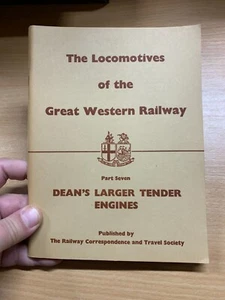 The Locomotives
of the
Great Western Railway
Part Seven
DEAN'S LARGER TENDER
ENGINES
Published by
The Railway Correspondence and Travel Society